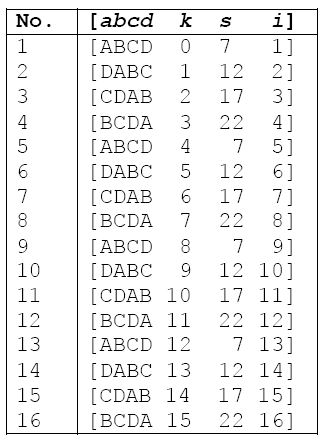 No. [abcd k s i]
1 [ABCD 0 7 1]
2 [DABC 1 12 2]
3 [CDAB 2 17 3]
4 [BCDA 3 22 4]
5 [ABCD 4 7 5]
6 [DABC 5 12 6]
7 [CDAB 6 17 7]
8 [BCDA 7 22 8]
9 [ABCD 8 7 9]
10 [DABC 9 12 10]
11 [CDAB 10 17 11]
12 [BCDA 11 22 12]
13 [ABCD 12 7 13]
14 [DABC 13 12 14]
15 [CDAB 14 17 15]
16 [BCDA 15 22 16]